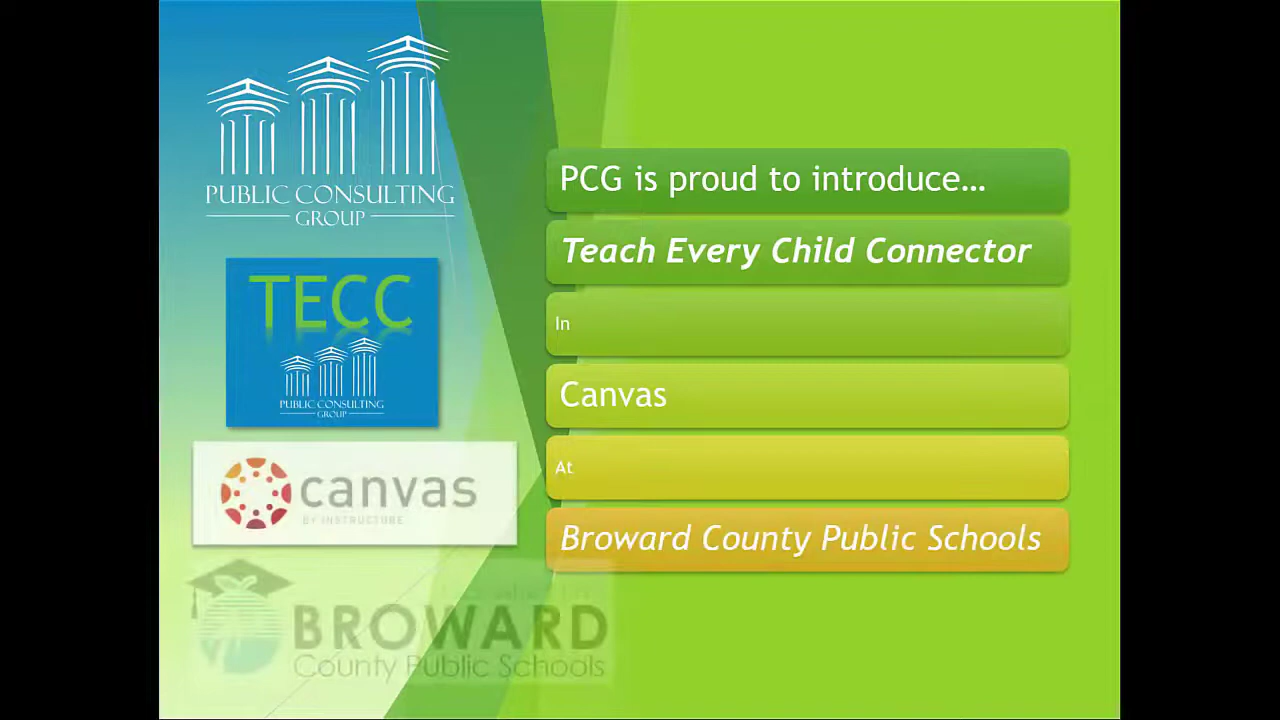 PUBLIC CONSULTING
GROUP
TECC
PUBLIC CONSULTING
GROUP
canvas
BY INSTRUCTURE
BROWARD
County Public Schools
PCG is proud to introduce…
Teach Every Child Connector
In
Canvas
At
Broward County Public Schools